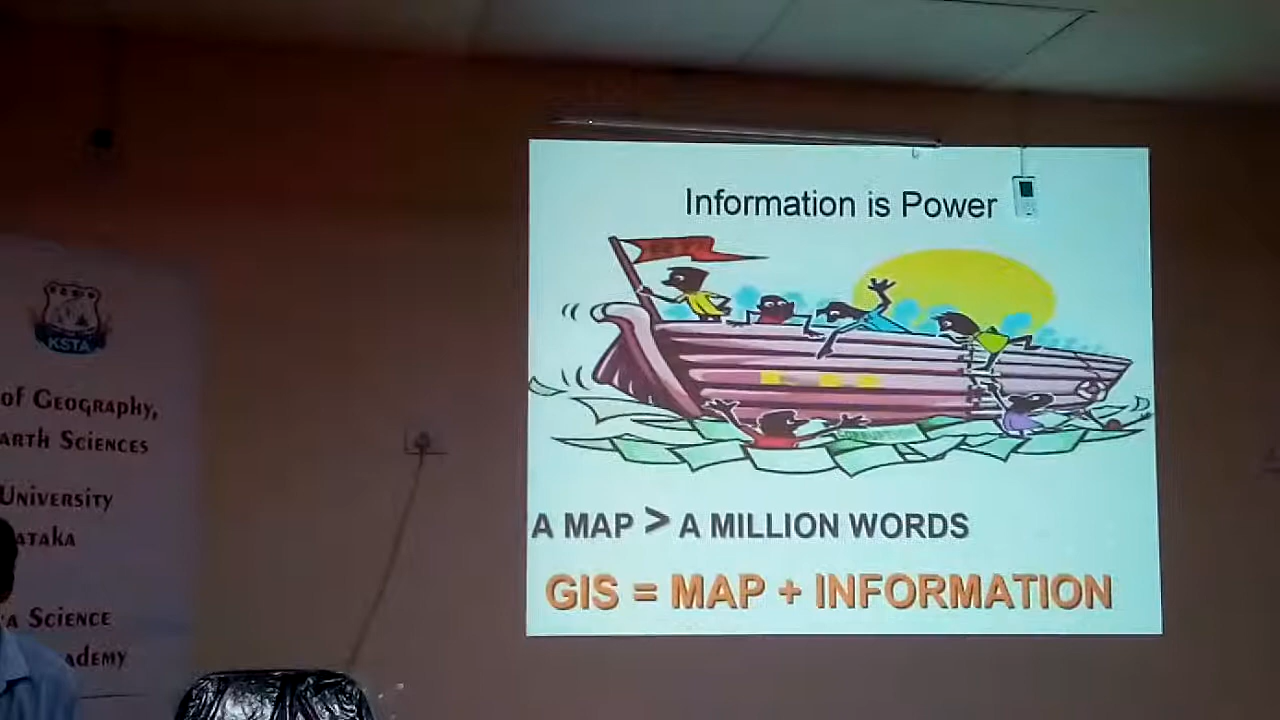 KSTA
of Geography,
arth Sciences
University
ataka
a Science
ademy
Information is Power
A MAP > A MILLION WORDS
GIS = MAP + INFORMATION